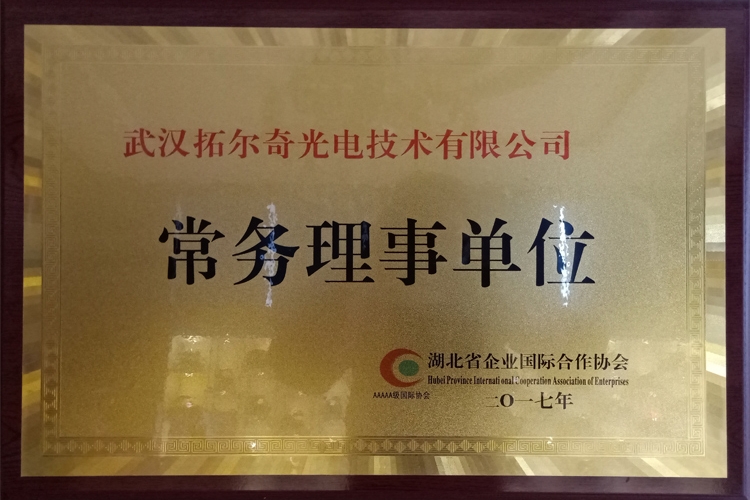 武汉拓尔奇光电技术有限公司
常务理事单位
湖北省企业国际合作协会
Hubei Province International Cooperation Association of Enterprises
AAAAA级国际协会
二O一七年